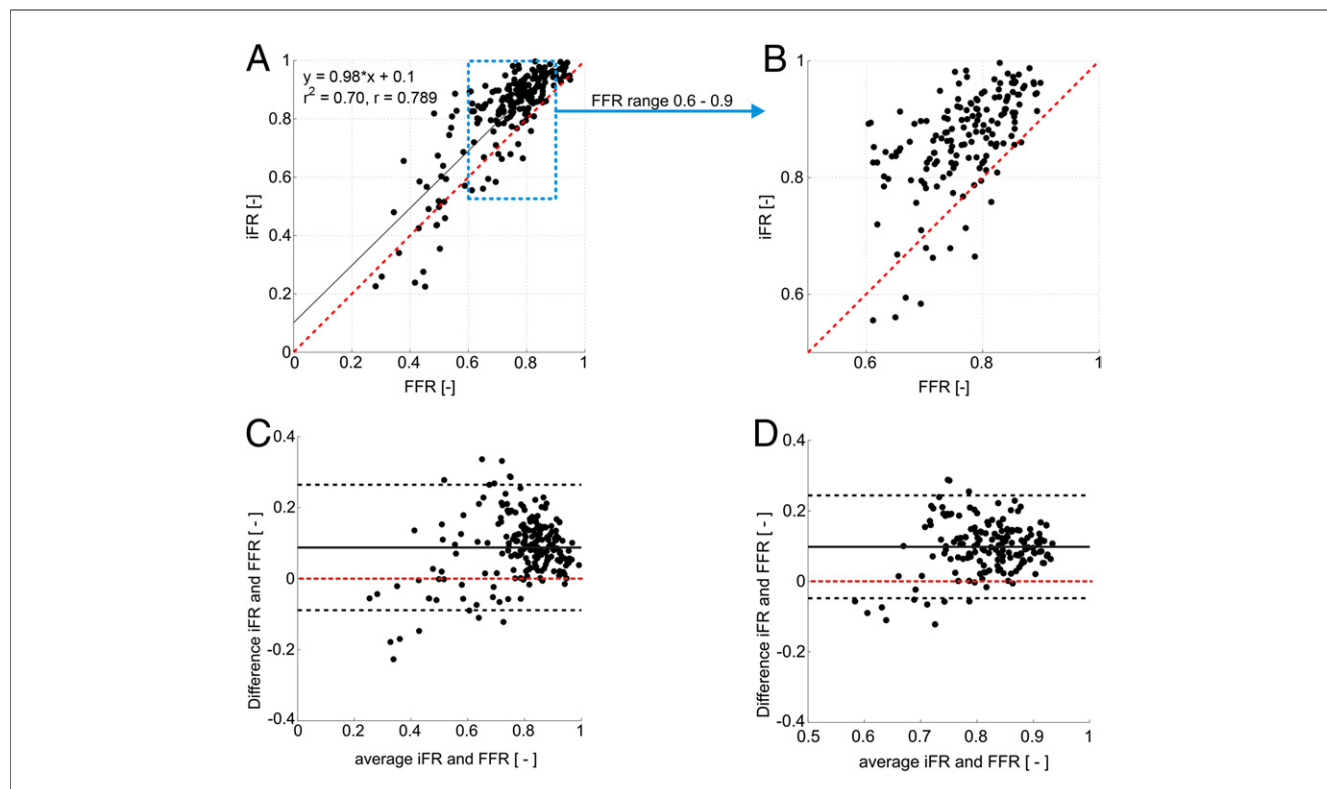 A
y = 0.98*x + 0.1
r² = 0.70, r = 0.789
1
0.8
0.6
0.4
0.2
0
iFR [-]
0 0.2 0.4 0.6 0.8 1
FFR [-]
FFR range 0.6 - 0.9
B
1
0.8
0.6
iFR [-]
0.6 0.8 1
FFR [-]
C
0.4
0.2
0
-0.2
-0.4
Difference iFR and FFR [ - ]
0 0.2 0.4 0.6 0.8 1
average iFR and FFR [ - ]
D
0.4
0.2
0
-0.2
-0.4
Difference iFR and FFR [ - ]
0.5 0.6 0.7 0.8 0.9 1
average iFR and FFR [ - ]